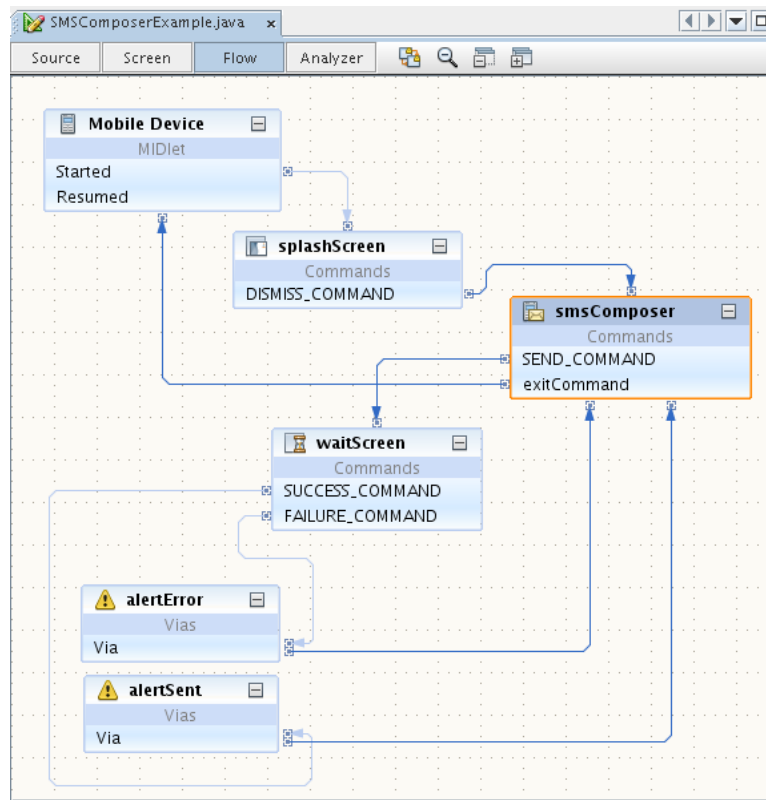 SMSComposerExample.java x
Source Screen Flow Analyzer
Mobile Device
MIDlet
Started
Resumed
splashScreen
Commands
DISMISS_COMMAND
smsComposer
Commands
SEND_COMMAND
exitCommand
waitScreen
Commands
SUCCESS_COMMAND
FAILURE_COMMAND
alertError
Vias
Via
alertSent
Vias
Via